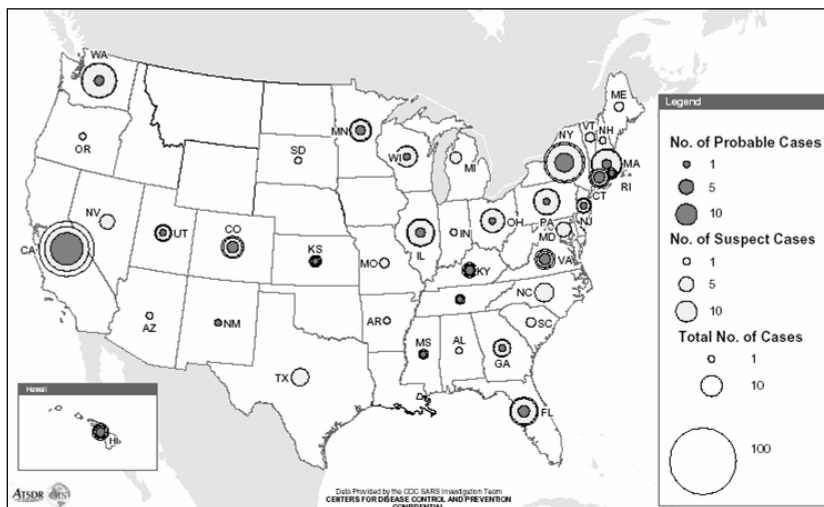 WA
OR
CA
NV
UT
AZ
NM
CO
SD
KS
TX
MN
WI
MO
AR
IL
MS
MI
IN
OH
KY
AL
GA
FL
SC
NC
VA
MD
PA
NJ
NY
CT
RI
MA
NH
VT
ME
Legend
No. of Probable Cases
1
5
10
No. of Suspect Cases
1
5
10
Total No. of Cases
1
10
100
Hawaii
HI
ATSDR
Data Provided by the CDC SARS Investigation Team
CENTERS FOR DISEASE CONTROL AND PREVENTION
CONFIDENTIAL